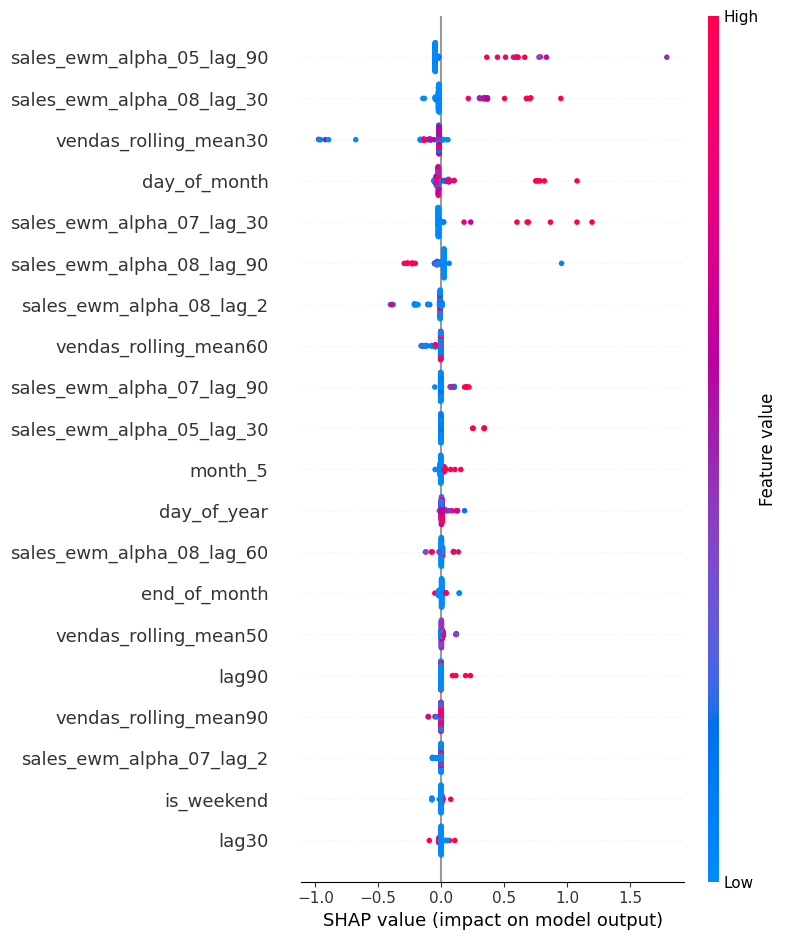 High
sales_ewm_alpha_05_lag_90
sales_ewm_alpha_08_lag_30
vendas_rolling_mean30
day_of_month
sales_ewm_alpha_07_lag_30
sales_ewm_alpha_08_lag_90
sales_ewm_alpha_08_lag_2
vendas_rolling_mean60
sales_ewm_alpha_07_lag_90
sales_ewm_alpha_05_lag_30
month_5
day_of_year
sales_ewm_alpha_08_lag_60
end_of_month
vendas_rolling_mean50
lag90
vendas_rolling_mean90
sales_ewm_alpha_07_lag_2
is_weekend
lag30
Feature value
Low
−1.0 −0.5 0.0 0.5 1.0 1.5
SHAP value (impact on model output)